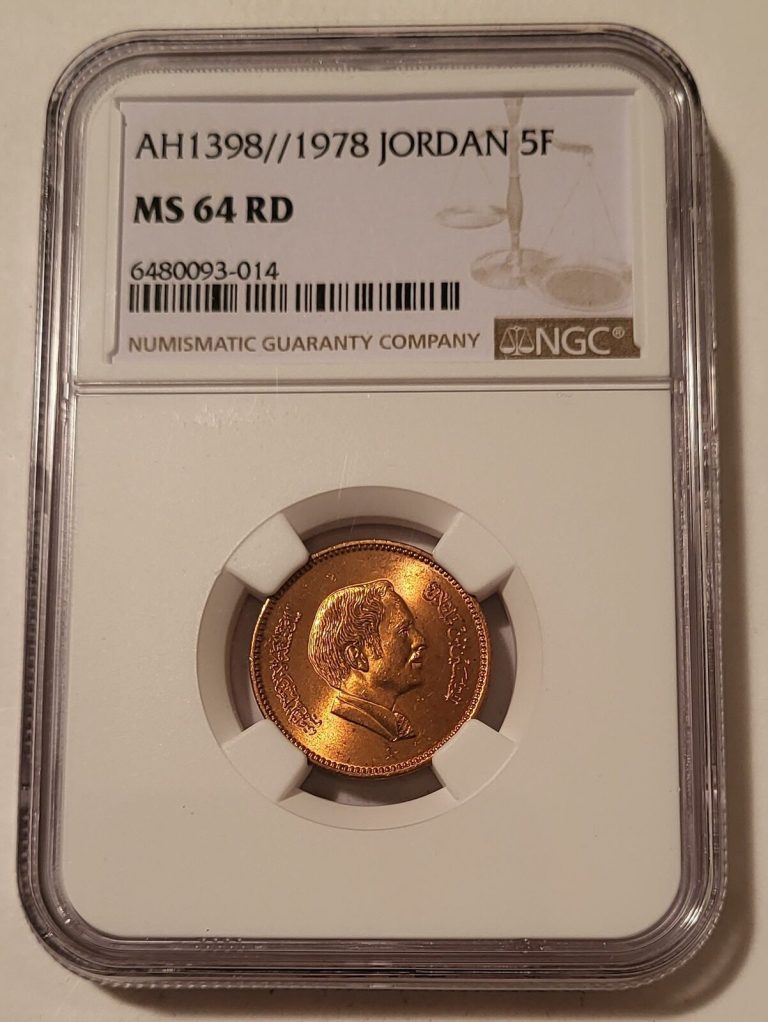 AH1398//1978 JORDAN 5F
MS 64 RD
6480093-014
NUMISMATIC GUARANTY COMPANY
NGC®